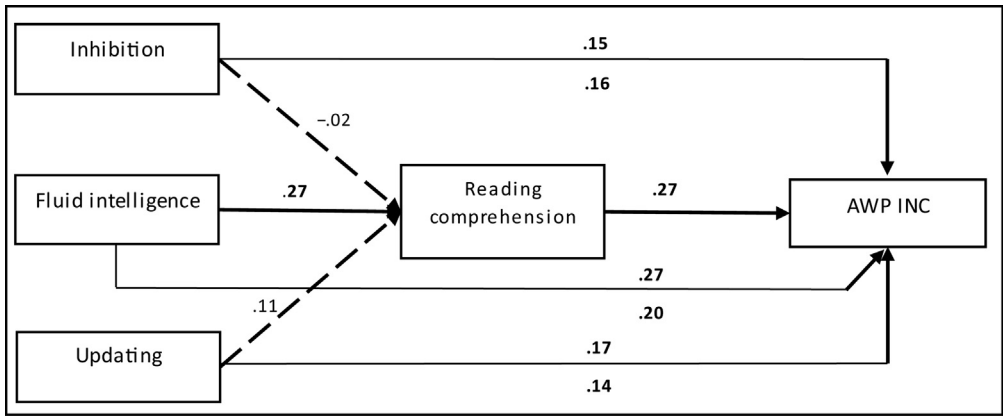 Inhibition
.15
.16
−.02
Fluid intelligence
.27
Reading
comprehension
.27
AWP INC
.27
.20
.11
Updating
.17
.14